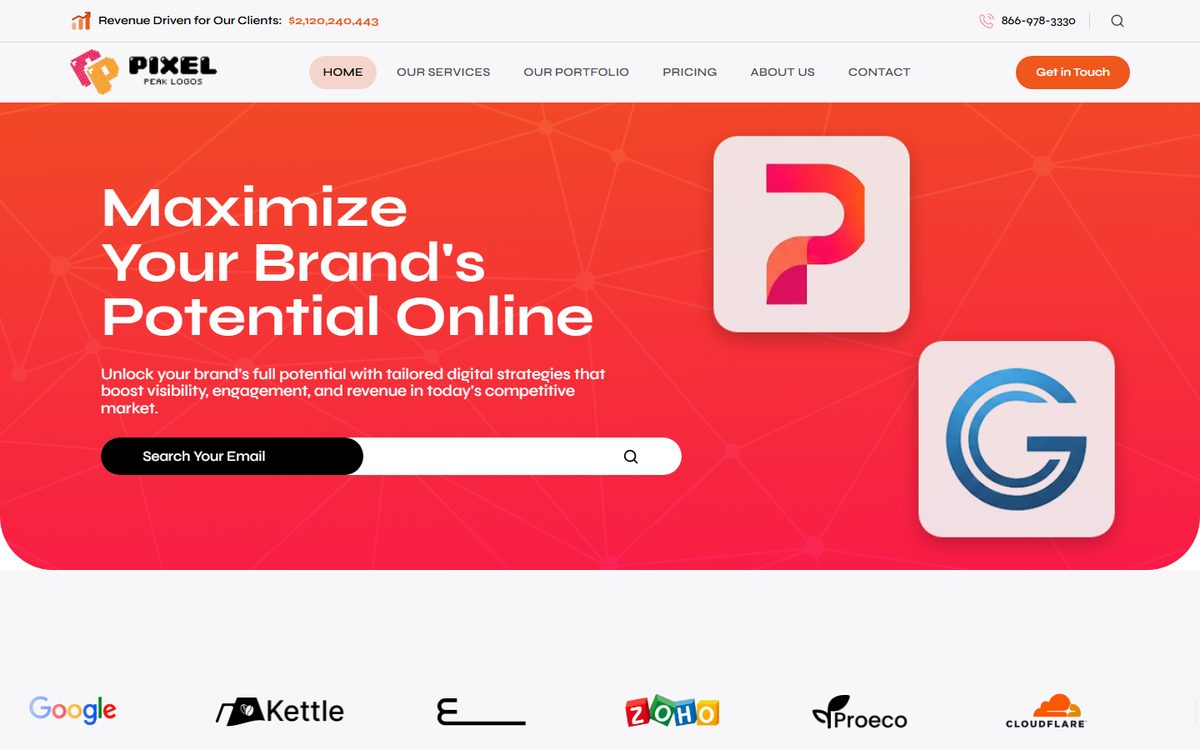 Revenue Driven for Our Clients: $2,120,240,443
866-978-3330
PIXEL
PEAK LOGOS
HOME
OUR SERVICES
OUR PORTFOLIO
PRICING
ABOUT US
CONTACT
Get in Touch
Maximize
Your Brand's
Potential Online
Unlock your brand's full potential with tailored digital strategies that
boost visibility, engagement, and revenue in today's competitive
market.
Search Your Email
Google
Kettle
ZOHO
Proeco
CLOUDFLARE